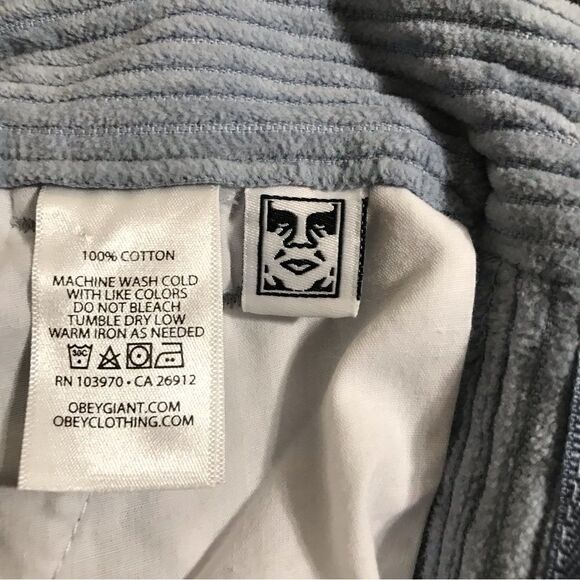 100% COTTON
MACHINE WASH COLD
WITH LIKE COLORS
DO NOT BLEACH
TUMBLE DRY LOW
WARM IRON AS NEEDED
30C
RN 103970 • CA 26912
OBEYGIANT.COM
OBEYCLOTHING.COM